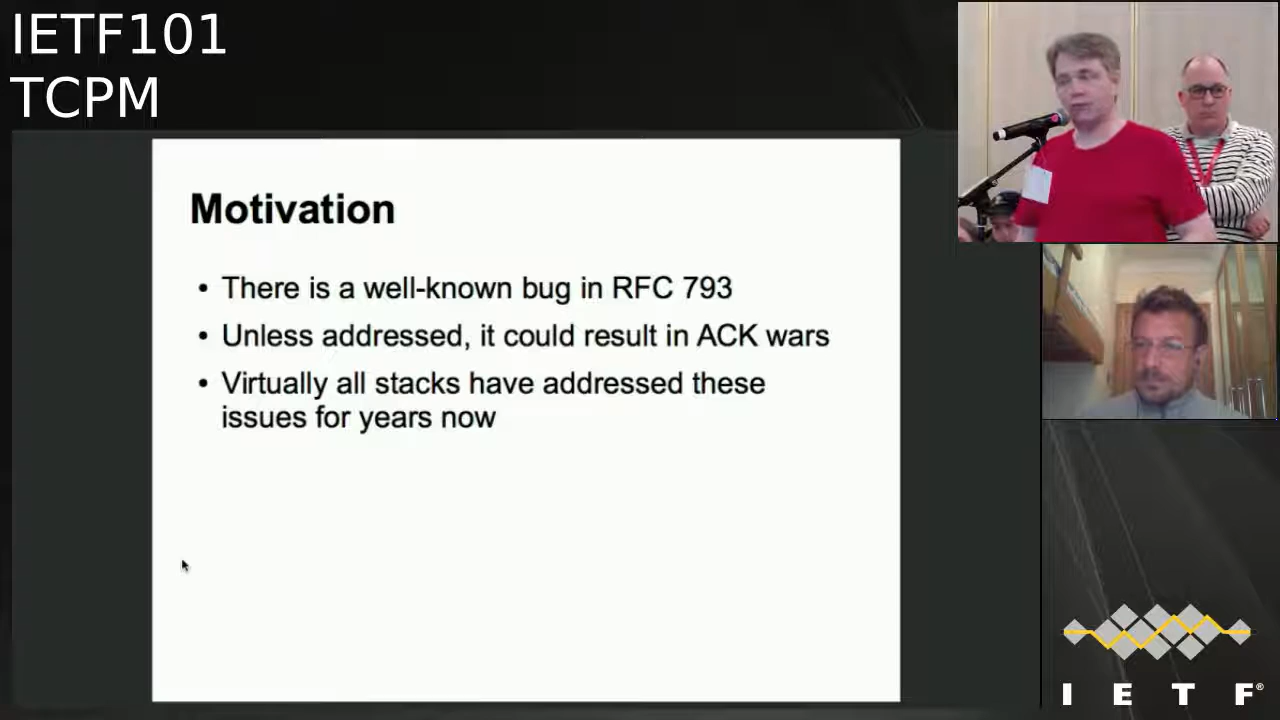 IETF101
TCPM
Motivation
• There is a well-known bug in RFC 793
• Unless addressed, it could result in ACK wars
• Virtually all stacks have addressed these
issues for years now
I E T F®